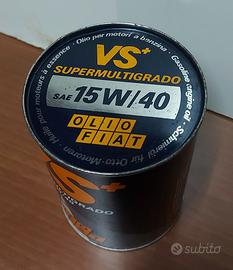 Huile pour moteurs à essence · Olio per motori a benzina · Gasoline engine oil · Schmieröl für Otto-Motoren
VS+
SUPERMULTIGRADO
SAE 15W/40
OLIO
FIAT
VS+
subito